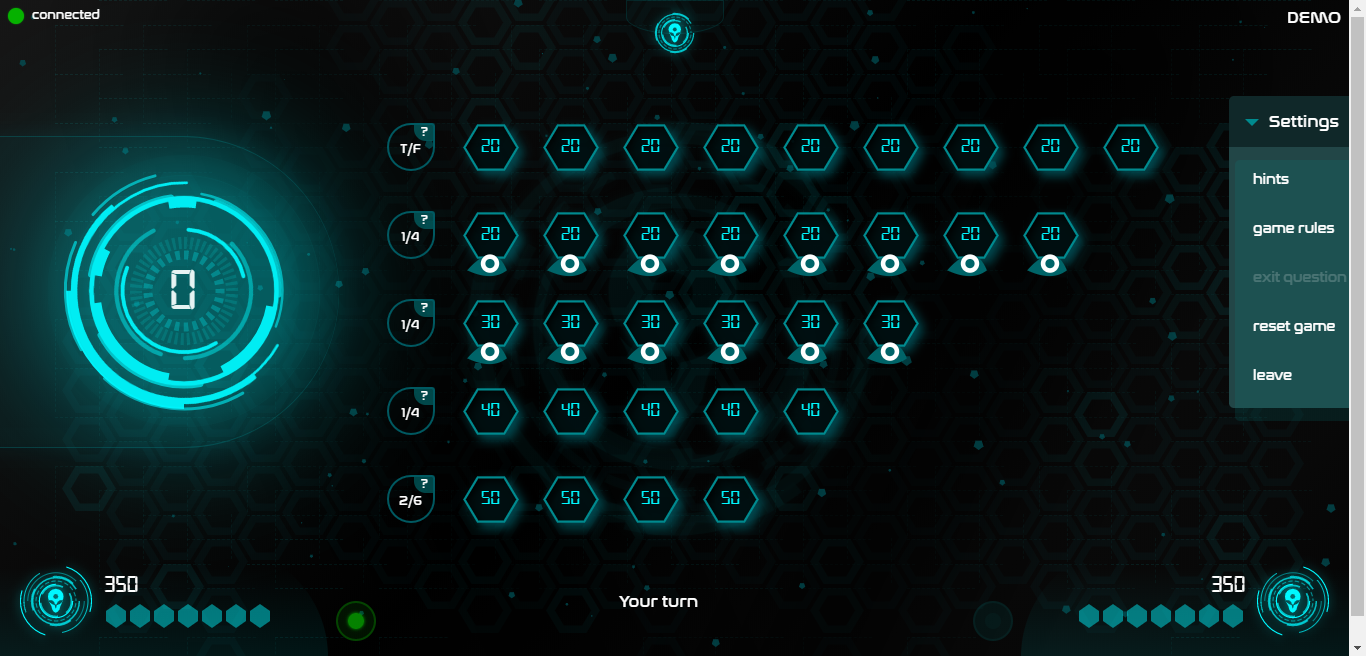 connected
DEMO
Settings
hints
game rules
exit question
reset game
leave
0
? T/F 20 20 20 20 20 20 20 20 20
? 1/4 20 20 20 20 20 20 20 20
? 1/4 30 30 30 30 30 30
? 1/4 40 40 40 40 40
? 2/6 50 50 50 50
350
Your turn
350